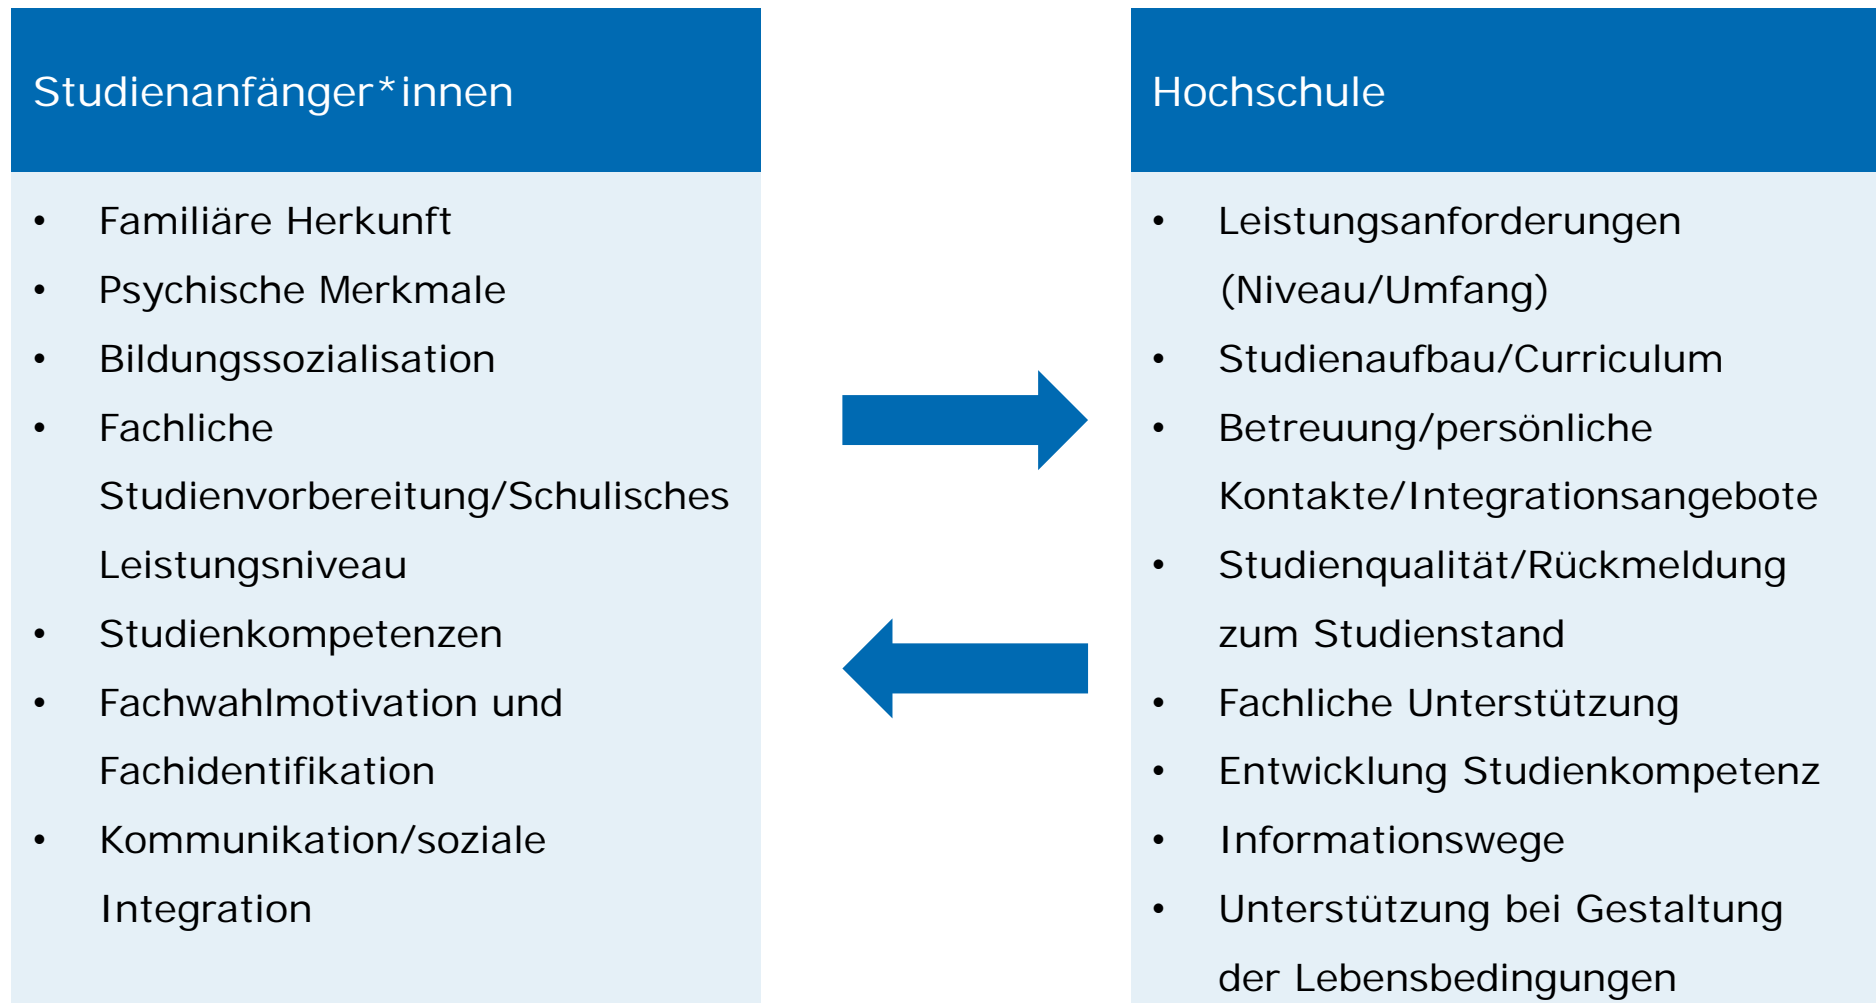 Studienanfänger*innen
• Familiäre Herkunft
• Psychische Merkmale
• Bildungssozialisation
• Fachliche
Studienvorbereitung/Schulisches
Leistungsniveau
• Studienkompetenzen
• Fachwahlmotivation und
Fachidentifikation
• Kommunikation/soziale
Integration
Hochschule
• Leistungsanforderungen
(Niveau/Umfang)
• Studienaufbau/Curriculum
• Betreuung/persönliche
Kontakte/Integrationsangebote
• Studienqualität/Rückmeldung
zum Studienstand
• Fachliche Unterstützung
• Entwicklung Studienkompetenz
• Informationswege
• Unterstützung bei Gestaltung
der Lebensbedingungen